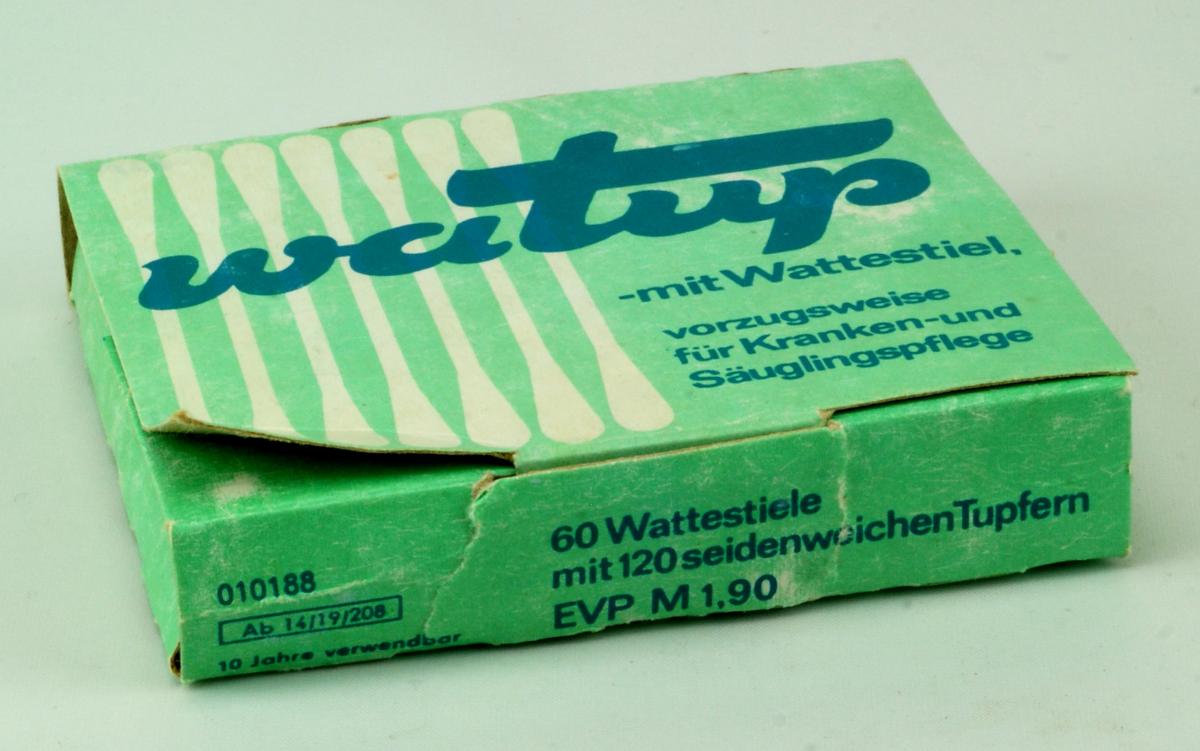 watup
-mit Wattestiel,
vorzugsweise
für Kranken-und
Säuglingspflege
60 Wattestiele
mit 120 seidenweichen Tupfern
EVP M 1,90
010188
Ab 14/19/208
10 Jahre verwendbar